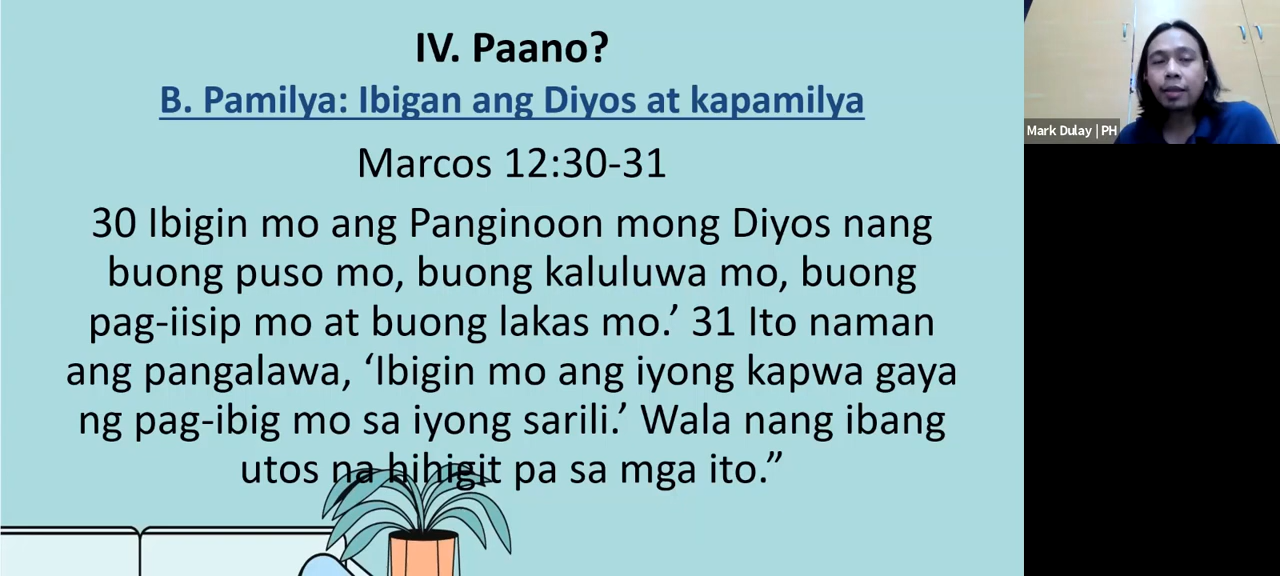 IV. Paano?
B. Pamilya: Ibigan ang Diyos at kapamilya
Marcos 12:30-31
30 Ibigin mo ang Panginoon mong Diyos nang
buong puso mo, buong kaluluwa mo, buong
pag-iisip mo at buong lakas mo.’ 31 Ito naman
ang pangalawa, ‘Ibigin mo ang iyong kapwa gaya
ng pag-ibig mo sa iyong sarili.’ Wala nang ibang
utos na hihigit pa sa mga ito.”
Mark Dulay | PH